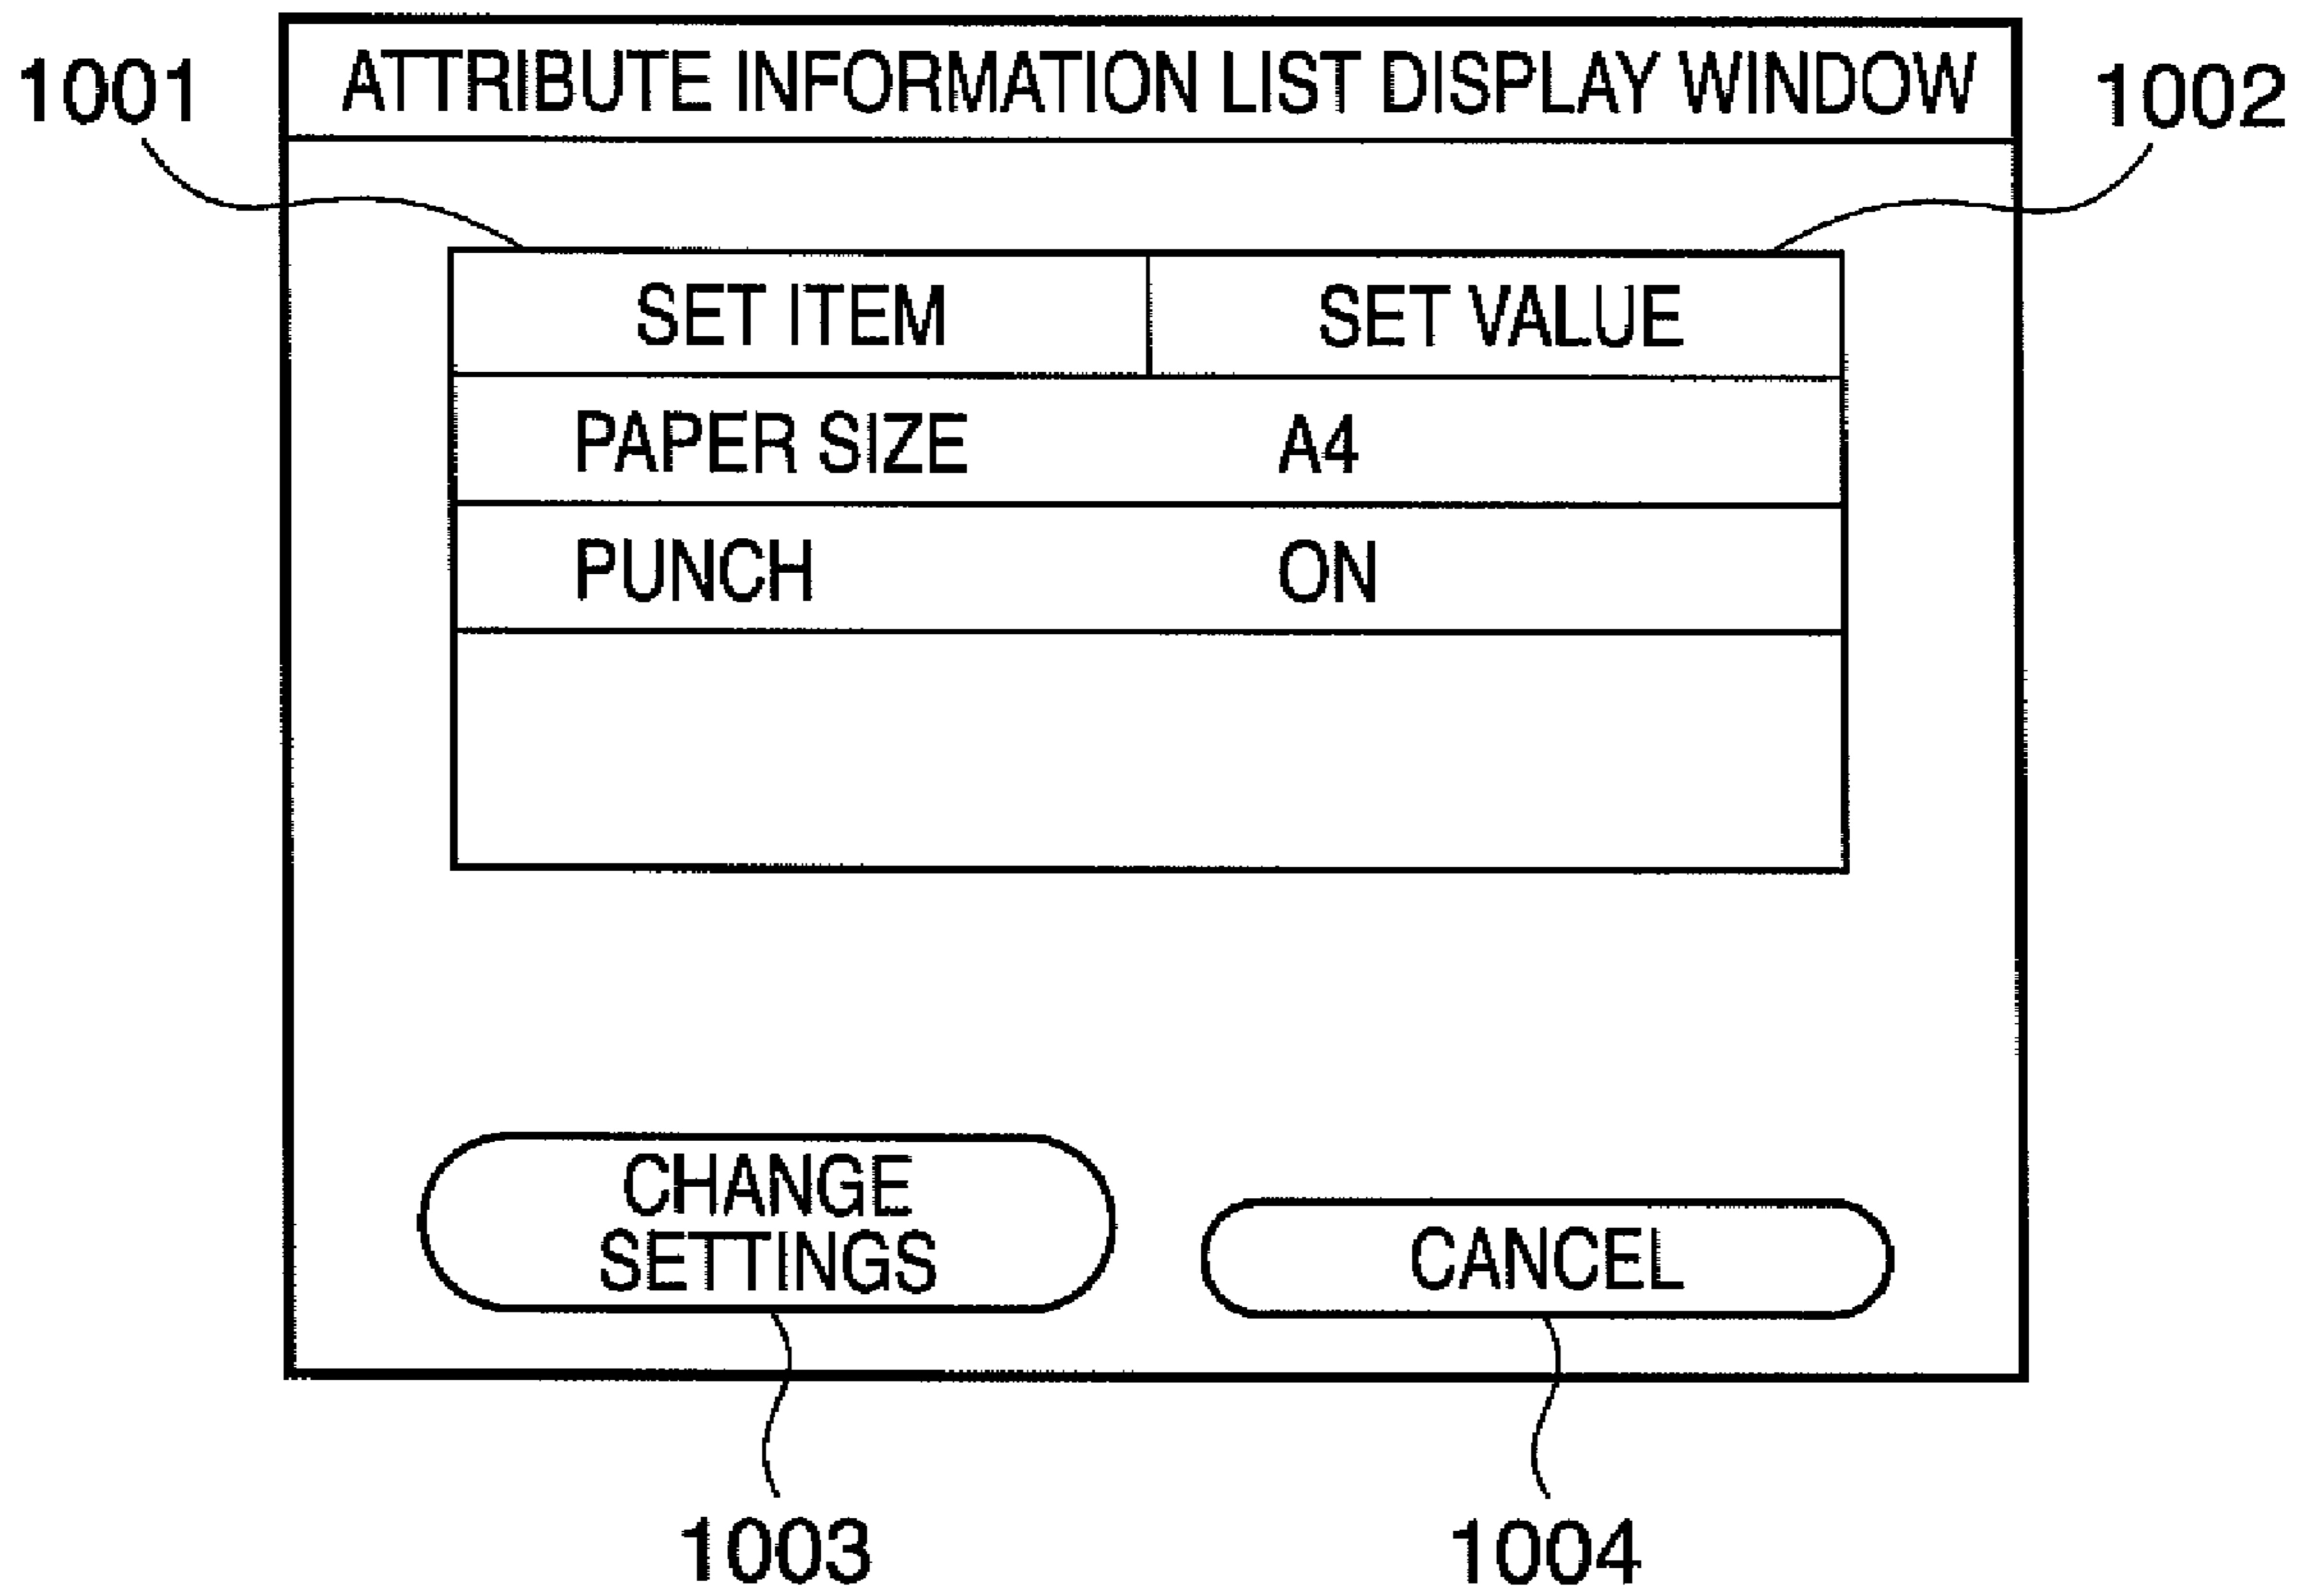 ATTRIBUTE INFORMATION LIST DISPLAY WINDOW
1001
1002
SET ITEM SET VALUE
PAPER SIZE A4
PUNCH ON
CHANGE
SETTINGS
CANCEL
1003
1004